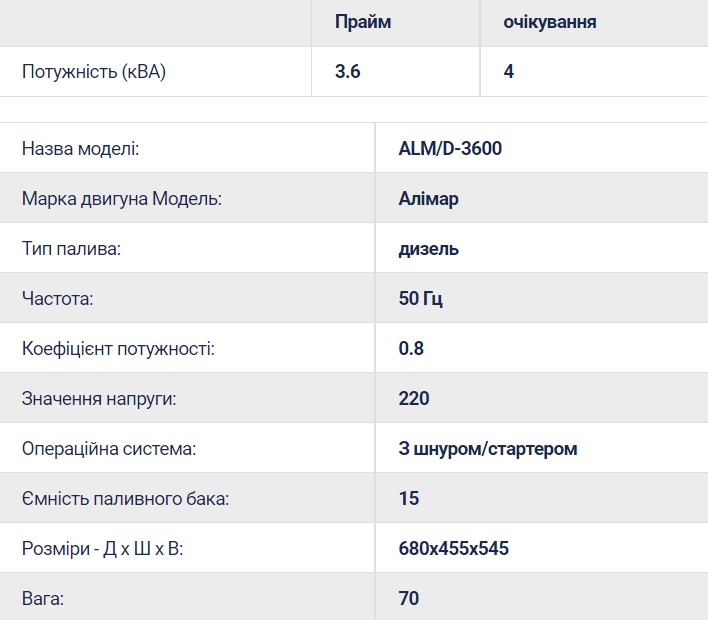 Прайм очікування
Потужність (кВА) 3.6 4
Назва моделі: ALM/D-3600
Марка двигуна Модель: Алімар
Тип палива: дизель
Частота: 50 Гц
Коефіцієнт потужності: 0.8
Значення напруги: 220
Операційна система: З шнуром/стартером
Ємність паливного бака: 15
Розміри - Д x Ш x В: 680x455x545
Вага: 70